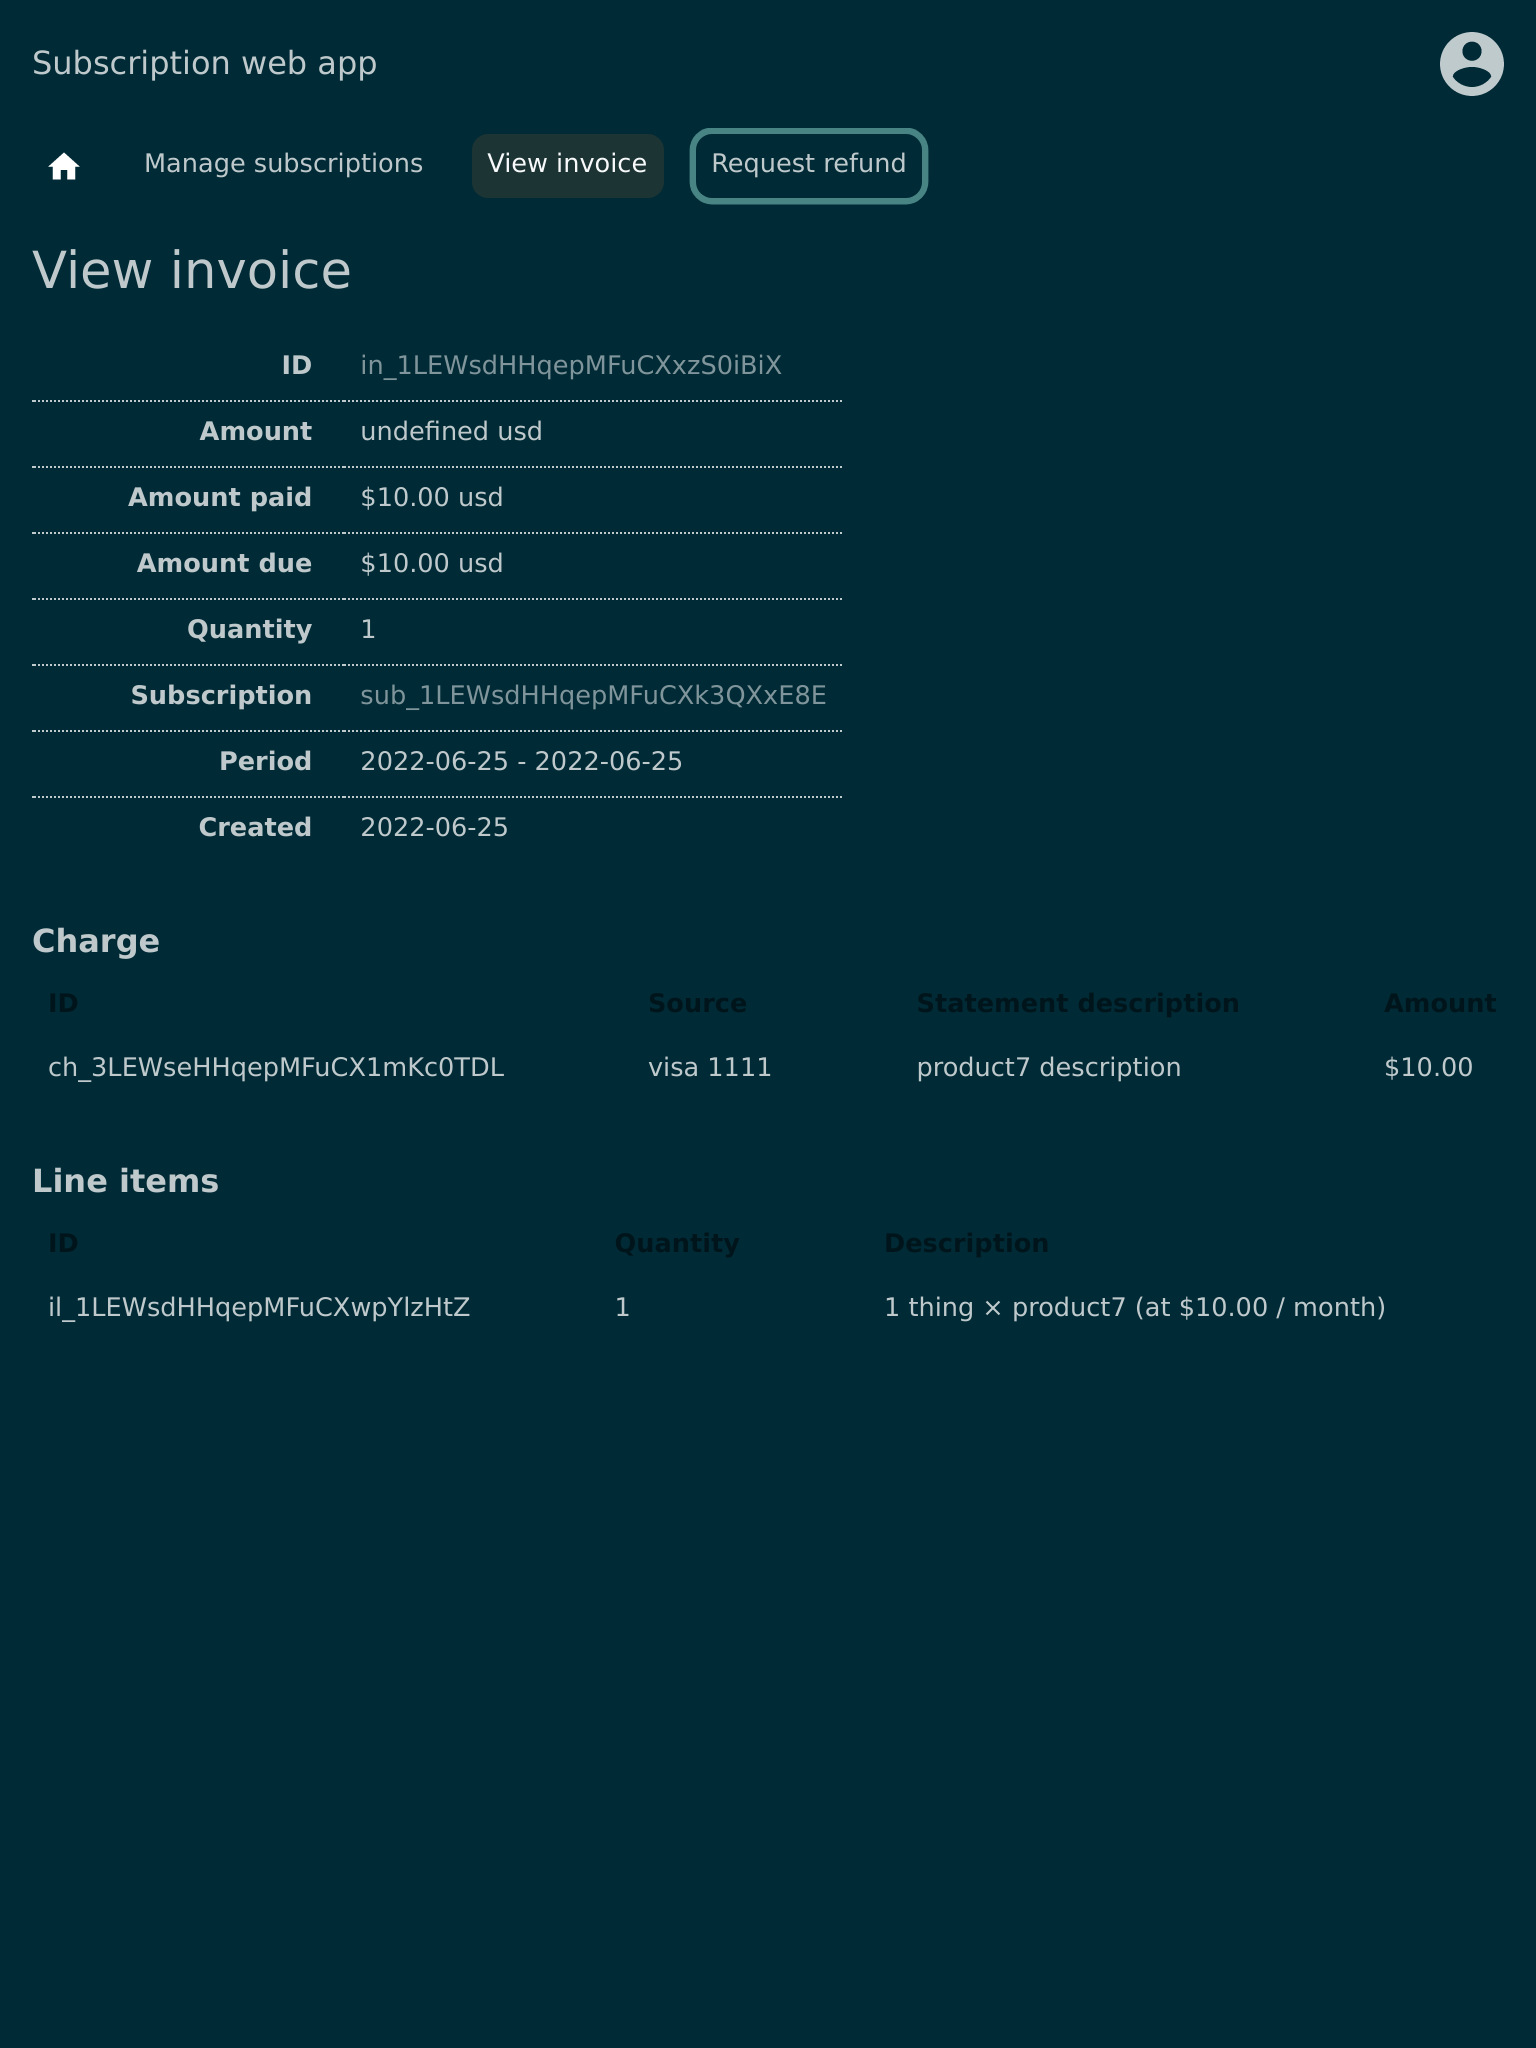 Subscription web app
Manage subscriptions View invoice Request refund
View invoice
ID in_1LEWsdHHqepMFuCXxzS0iBiX
Amount undefined usd
Amount paid $10.00 usd
Amount due $10.00 usd
Quantity 1
Subscription sub_1LEWsdHHqepMFuCXk3QXxE8E
Period 2022-06-25 - 2022-06-25
Created 2022-06-25
Charge
ID Source Statement description Amount
ch_3LEWseHHqepMFuCX1mKc0TDL visa 1111 product7 description $10.00
Line items
ID Quantity Description
il_1LEWsdHHqepMFuCXwpYlzHtZ 1 1 thing × product7 (at $10.00 / month)